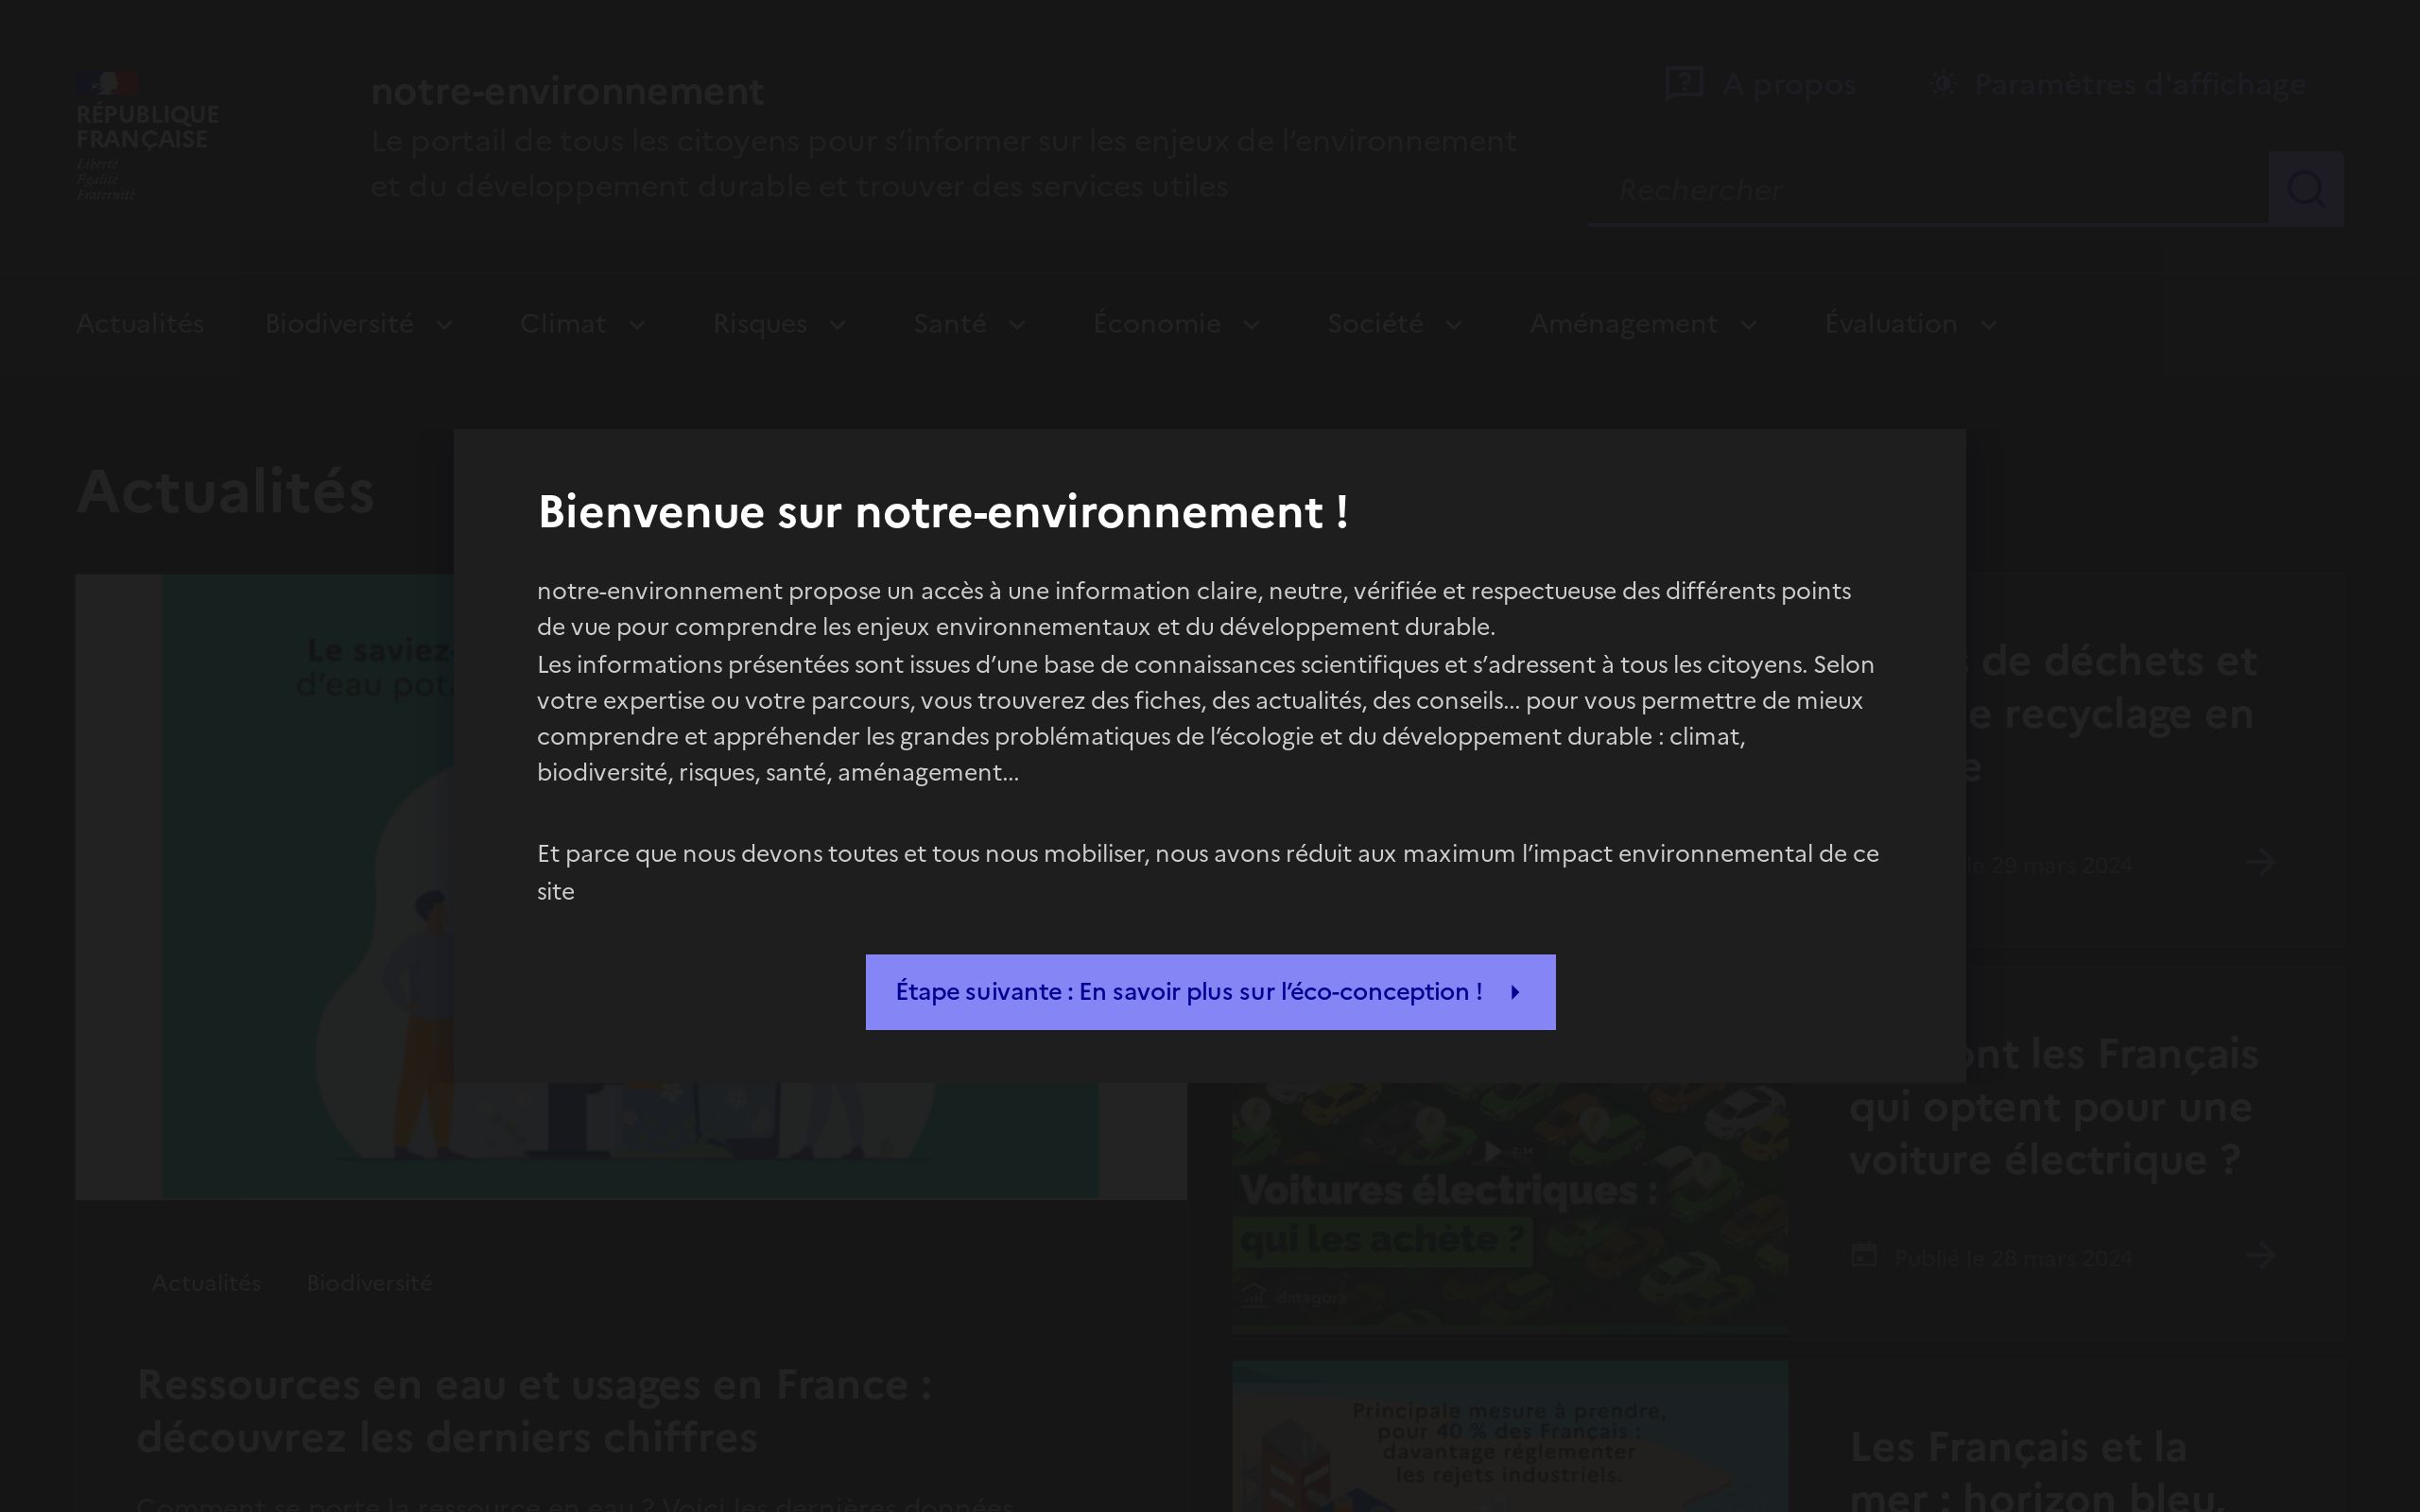 RÉPUBLIQUE
FRANÇAISE
Liberté
Égalité
Fraternité
notre-environnement
Le portail de tous les citoyens pour s’informer sur les enjeux de l’environnement
et du développement durable et trouver des services utiles
A propos
Paramètres d'affichage
Rechercher
Actualités
Biodiversité
Climat
Risques
Santé
Économie
Société
Aménagement
Évaluation
Actualités
Bienvenue sur notre-environnement !
notre-environnement propose un accès à une information claire, neutre, vérifiée et respectueuse des différents points
de vue pour comprendre les enjeux environnementaux et du développement durable.
Les informations présentées sont issues d’une base de connaissances scientifiques et s’adressent à tous les citoyens. Selon
votre expertise ou votre parcours, vous trouverez des fiches, des actualités, des conseils... pour vous permettre de mieux
comprendre et appréhender les grandes problématiques de l’écologie et du développement durable : climat,
biodiversité, risques, santé, aménagement...
Et parce que nous devons toutes et tous nous mobiliser, nous avons réduit aux maximum l’impact environnemental de ce
site
Étape suivante : En savoir plus sur l’éco-conception !
Le saviez-
d’eau
de déchets et
recyclage en
le 29 mars 2024
les Français
qui optent pour une
voiture électrique ?
Publié le 28 mars 2024
Voitures électriques :
qui les achète ?
datagora
Actualités
Biodiversité
Ressources en eau et usages en France :
découvrez les derniers chiffres
Comment se porte la ressource en eau ? Voici les dernières données
Principale mesure à prendre,
pour 40 % des Français :
davantage réglementer
les rejets industriels.
Les Français et la
mer : horizon bleu